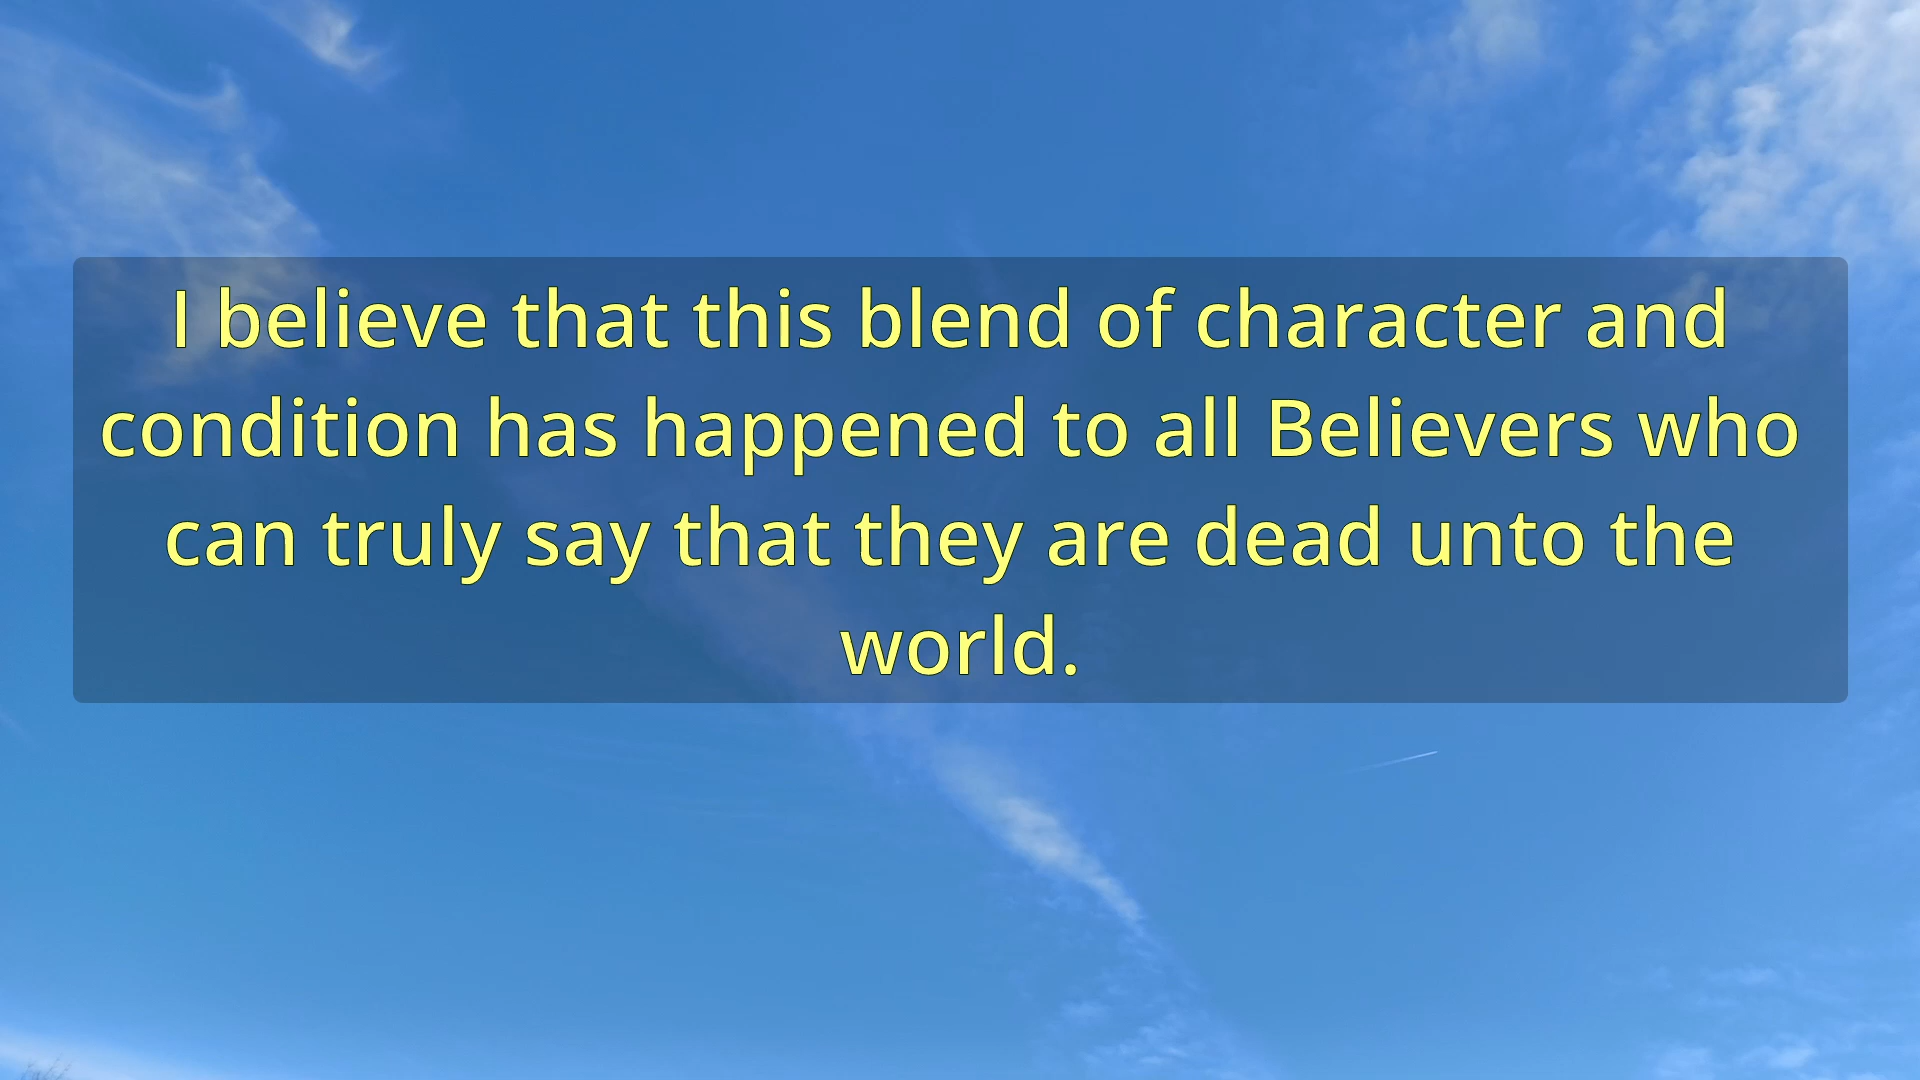 I believe that this blend of character and
condition has happened to all Believers who
can truly say that they are dead unto the
world.